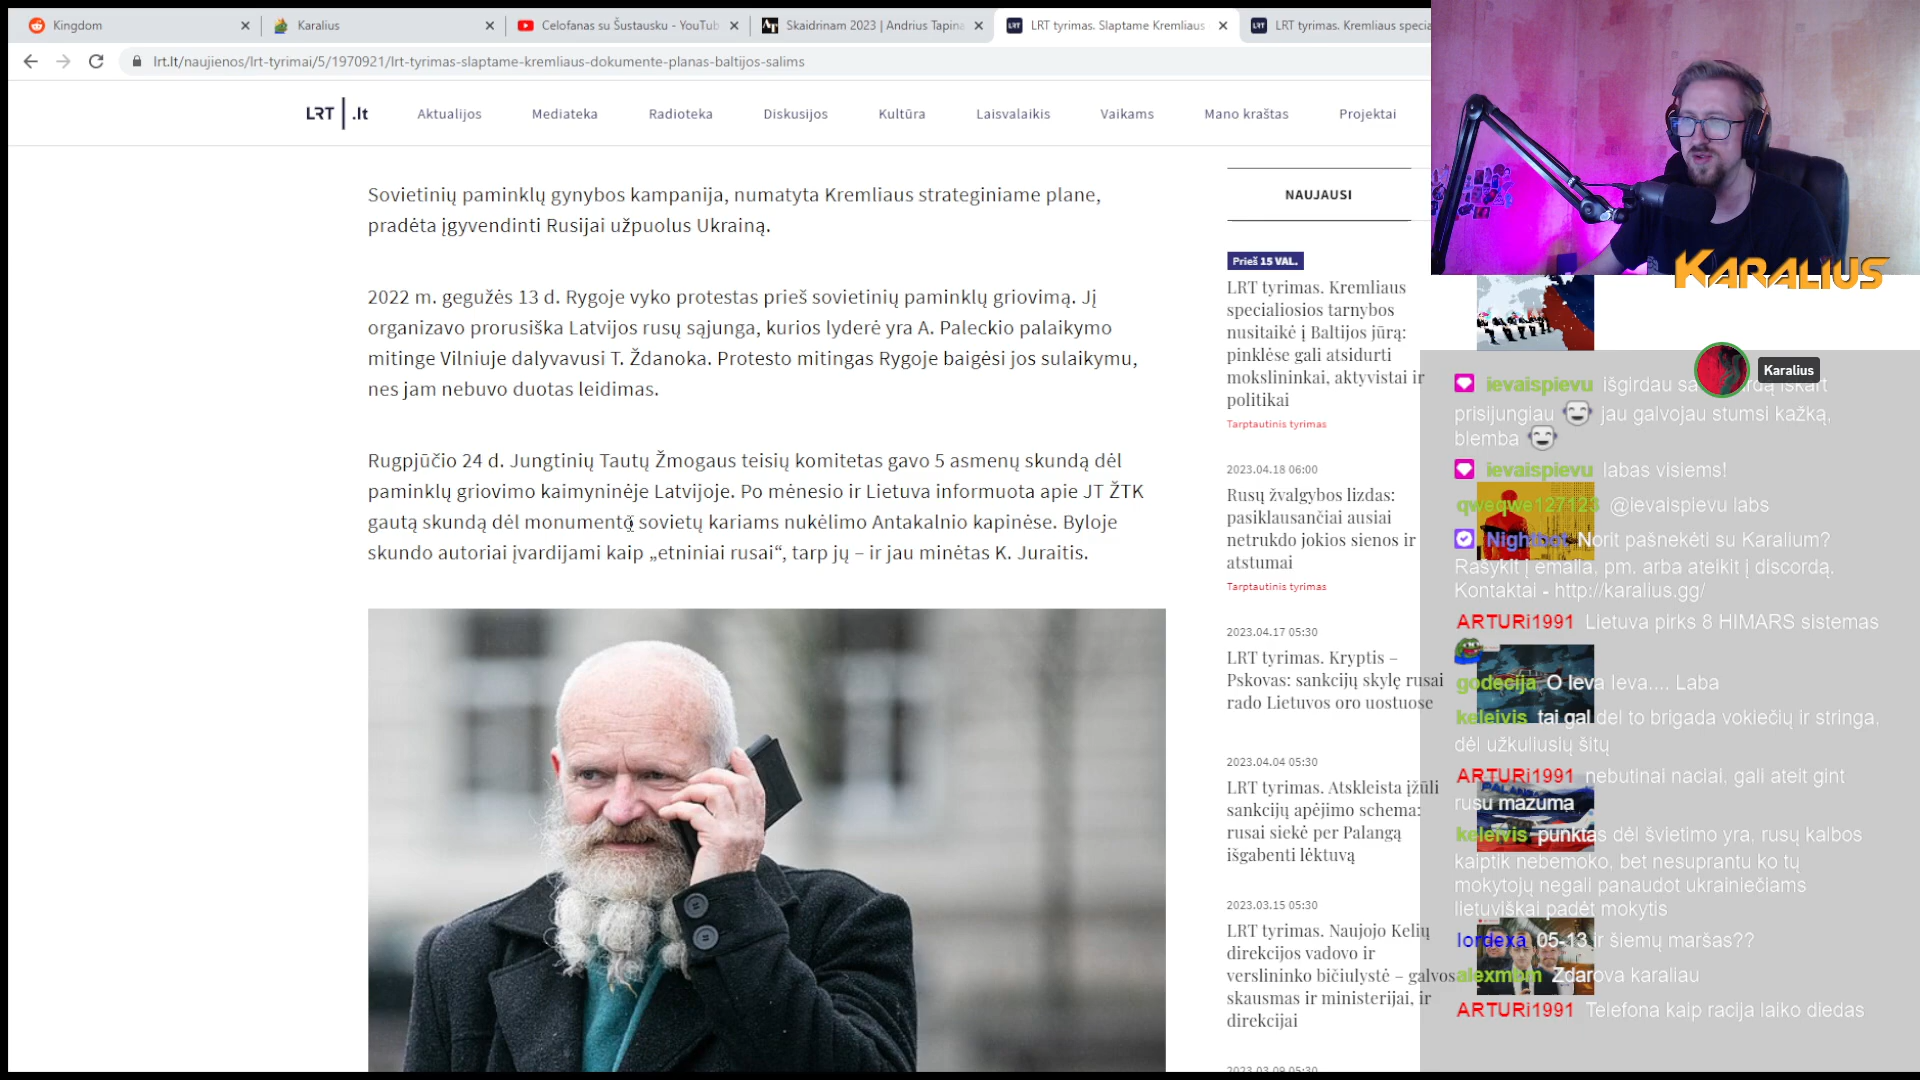 Kingdom
Karalius
Celofanas su Šustausku - YouTub
Skaidrinam 2023 | Andrius Tapina
LRT tyrimas. Slaptame Kremliaus
LRT tyrimas. Kremliaus specia
lrt.lt/naujienos/lrt-tyrimai/5/1970921/lrt-tyrimas-slaptame-kremliaus-dokumente-planas-baltijos-salims
LRT .lt
Aktualijos
Mediateka
Radioteka
Diskusijos
Kultūra
Laisvalaikis
Vaikams
Mano kraštas
Projektai
Sovietinių paminklų gynybos kampanija, numatyta Kremliaus strateginiame plane,
pradėta įgyvendinti Rusijai užpuolus Ukrainą.
2022 m. gegužės 13 d. Rygoje vyko protestas prieš sovietinių paminklų griovimą. Jį
organizavo prorusiška Latvijos rusų sąjunga, kurios lyderė yra A. Paleckio palaikymo
mitinge Vilniuje dalyvavusi T. Ždanoka. Protesto mitingas Rygoje baigėsi jos sulaikymu,
nes jam nebuvo duotas leidimas.
Rugpjūčio 24 d. Jungtinių Tautų Žmogaus teisių komitetas gavo 5 asmenų skundą dėl
paminklų griovimo kaimyninėje Latvijoje. Po mėnesio ir Lietuva informuota apie JT ŽTK
gautą skundą dėl monumento sovietų kariams nukėlimo Antakalnio kapinėse. Byloje
skundo autoriai įvardijami kaip „etniniai rusai“, tarp jų – ir jau minėtas K. Juraitis.
NAUJAUSI
Prieš 15 VAL.
LRT tyrimas. Kremliaus
specialiosios tarnybos
nusitaikė į Baltijos jūrą:
pinklėse gali atsidurti
mokslininkai, aktyvistai ir
politikai
Tarptautinis tyrimas
2023.04.18 06:00
Rusų žvalgybos lizdas:
pasiklausančiai ausiai
netrukdo jokios sienos ir
atstumai
Tarptautinis tyrimas
2023.04.17 05:30
LRT tyrimas. Kryptis –
Pskovas: sankcijų skylę rusai
rado Lietuvos oro uostuose
2023.04.04 05:30
LRT tyrimas. Atskleista įžūli
sankcijų apėjimo schema:
rusai siekė per Palangą
išgabenti lėktuvą
2023.03.15 05:30
LRT tyrimas. Naujojo Kelių
direkcijos vadovo ir
verslininko bičiulystė – galvos
skausmas ir ministerijai, ir
direkcijai
2023.03.09 05:30
KARALIUS
Karalius
ievaispievu išgirdau iškart
prisijungiau jau galvojau stumsi kažką,
blemba
ievaispievu labas visiems!
qweqwe127123 @ievaispievu labs
Nightbot Norit pašnekėti su Karalium?
Rašykit į emailą, pm. arba ateikit į discordą.
Kontaktai - http://karalius.gg/
ARTURi1991 Lietuva pirks 8 HIMARS sistemas
godecija O Ieva Ieva.... Laba
keleivis tai gal dei to brigada vokiečių ir stringa,
dėl užkuliusių šitų
ARTURi1991 nebutinai naciai, gali ateit gint
rusu mazuma
keleivis punktas dėl švietimo yra, rusų kalbos
kaiptik nebemoko, bet nesuprantu ko tų
mokytojų negali panaudot ukrainiečiams
lietuviškai padėt mokytis
lordexa 05-13 ir šiemų maršas??
alexmbm Zdarova karaliau
ARTURi1991 Telefona kaip racija laiko diedas